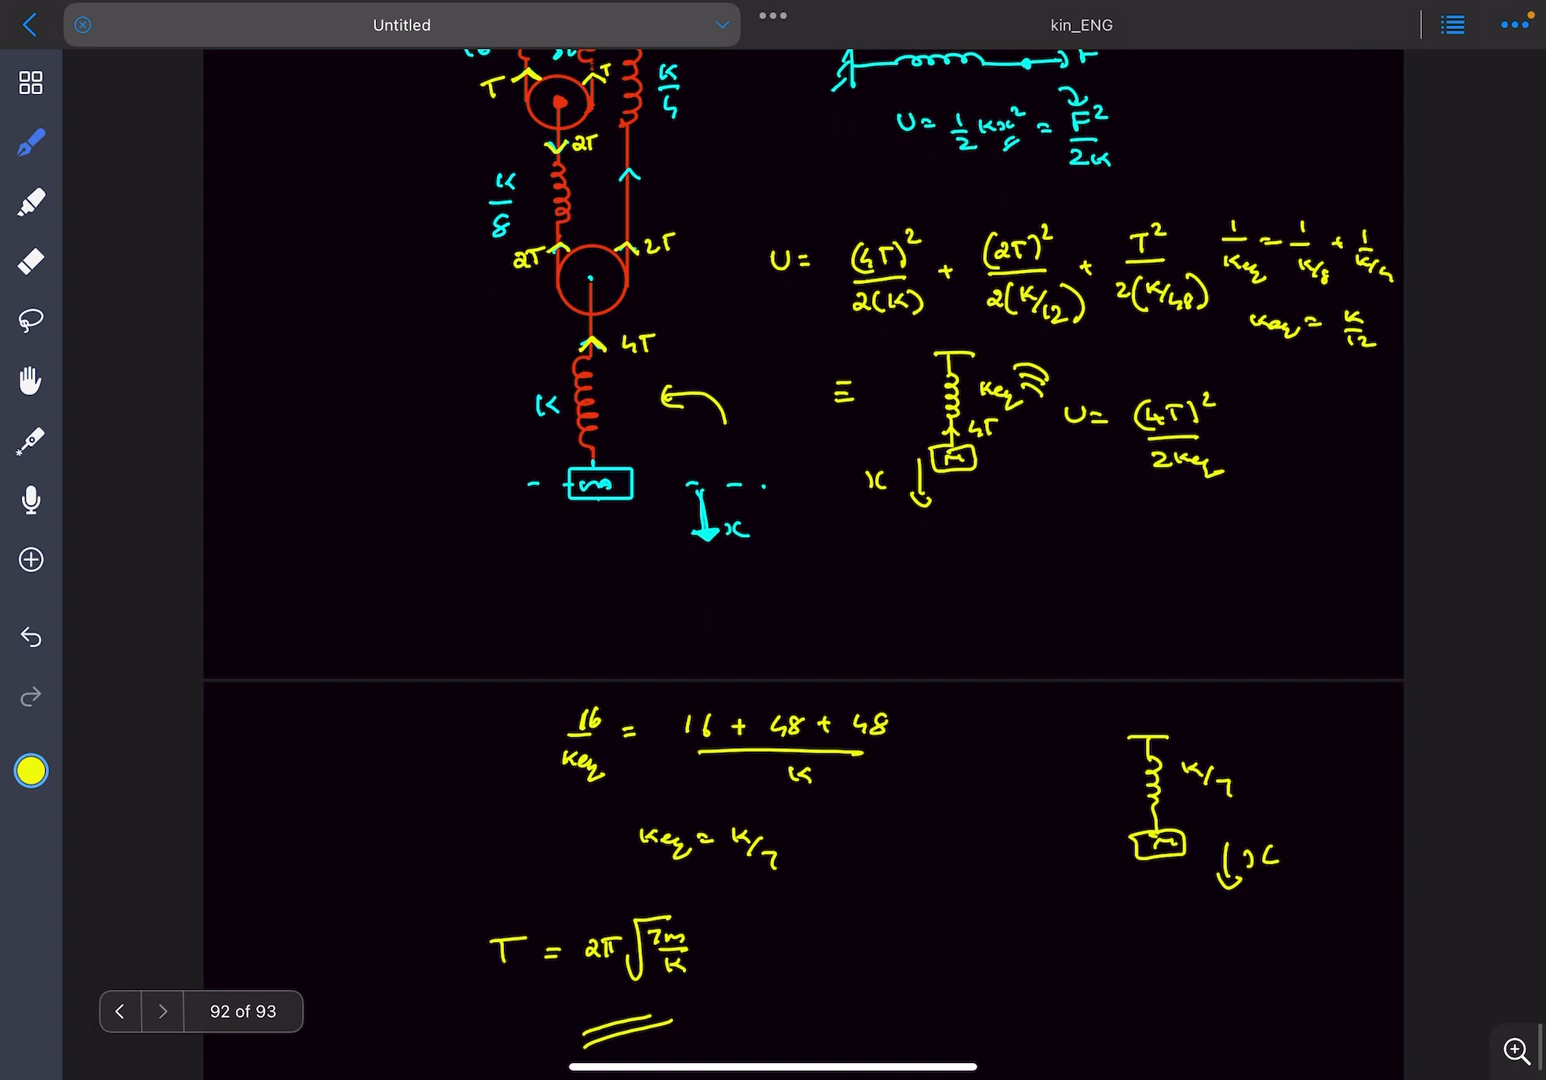 Untitled
kin_ENG
T T
K/4
F
U = 1/2 Kx² = F²/2K
2T
K/8
2T 2T
U = (4T)²/2(K) + (2T)²/2(K/12) + T²/2(K/48)
1/Keq = 1/K/8 + 1/K/4
Keq = K/12
4T
K
≡
Keq
4T
m
x
U = (4T)²/2Keq
m
x
16/Keq = 16 + 48 + 48/K
K/7
m
x
Keq = K/7
T = 2π√7m/K
92 of 93